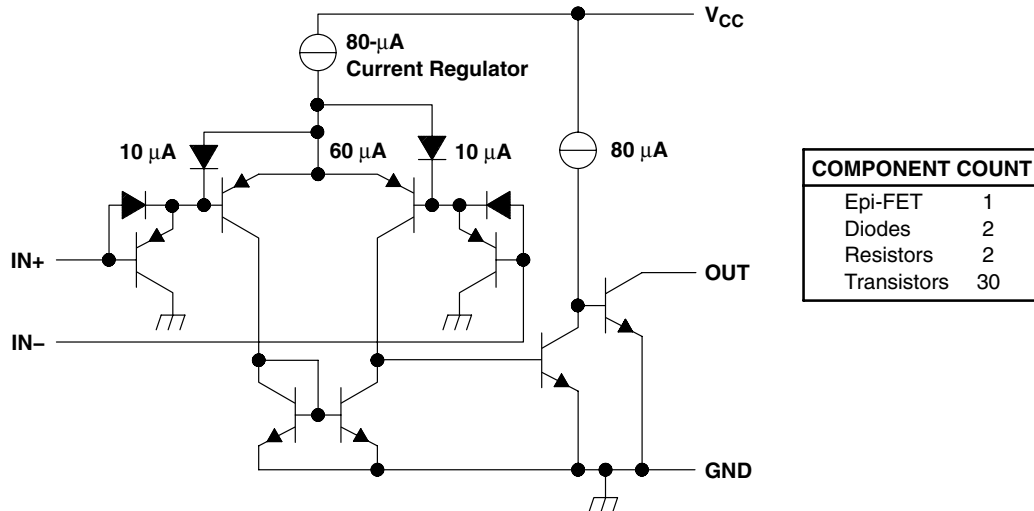 V_CC
80-μA
Current Regulator
10 μA
60 μA
10 μA
80 μA
IN+
OUT
IN−
GND
COMPONENT COUNT
Epi-FET 1
Diodes 2
Resistors 2
Transistors 30